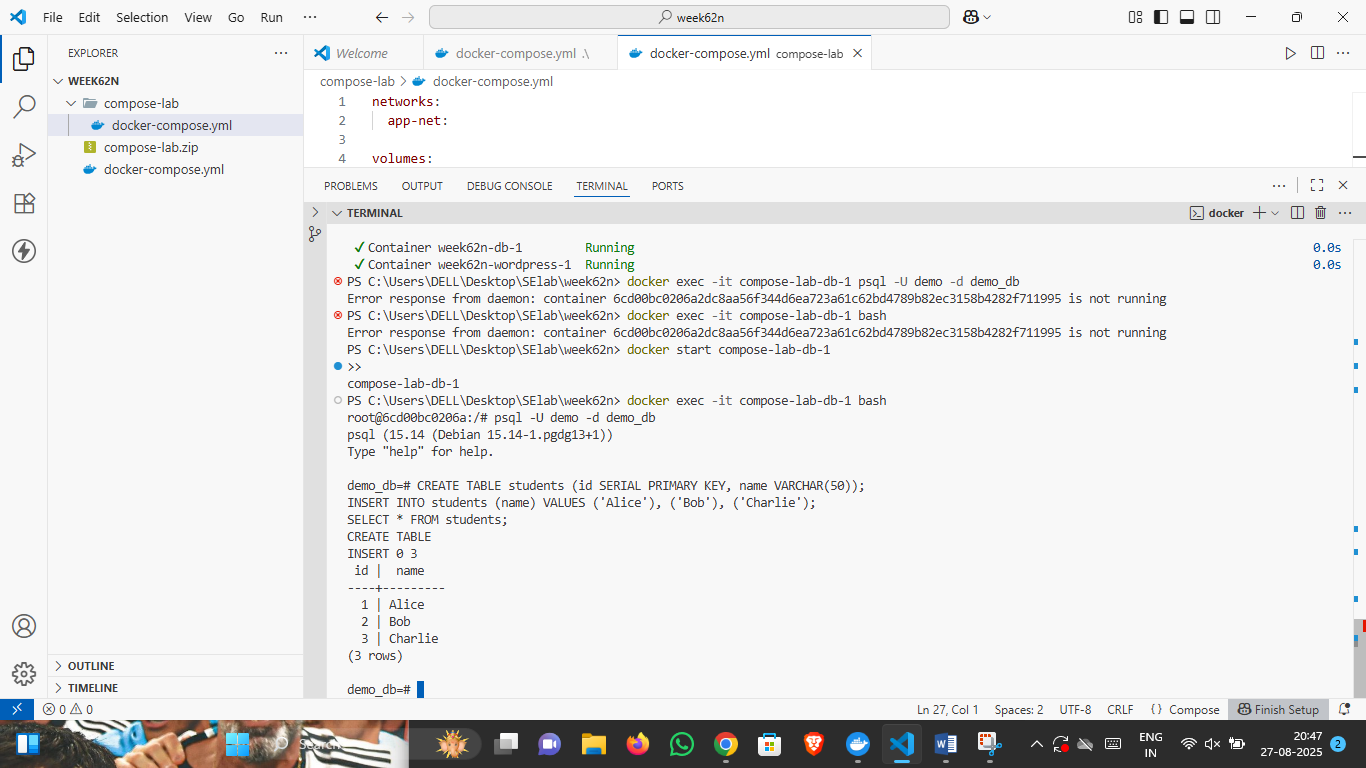 File Edit Selection View Go Run ···
week62n
EXPLORER
WEEK62N
compose-lab
docker-compose.yml
compose-lab.zip
docker-compose.yml
OUTLINE
TIMELINE
Welcome
docker-compose.yml .\
docker-compose.yml compose-lab
compose-lab > docker-compose.yml
1 networks:
2 app-net:
3
4 volumes:
PROBLEMS OUTPUT DEBUG CONSOLE TERMINAL PORTS
TERMINAL
docker
✔ Container week62n-db-1 Running 0.0s
✔ Container week62n-wordpress-1 Running 0.0s
PS C:\Users\DELL\Desktop\SElab\week62n> docker exec -it compose-lab-db-1 psql -U demo -d demo_db
Error response from daemon: container 6cd00bc0206a2dc8aa56f344d6ea723a61c62bd4789b82ec3158b4282f711995 is not running
PS C:\Users\DELL\Desktop\SElab\week62n> docker exec -it compose-lab-db-1 bash
Error response from daemon: container 6cd00bc0206a2dc8aa56f344d6ea723a61c62bd4789b82ec3158b4282f711995 is not running
PS C:\Users\DELL\Desktop\SElab\week62n> docker start compose-lab-db-1
>>
compose-lab-db-1
PS C:\Users\DELL\Desktop\SElab\week62n> docker exec -it compose-lab-db-1 bash
root@6cd00bc0206a:/# psql -U demo -d demo_db
psql (15.14 (Debian 15.14-1.pgdg13+1))
Type "help" for help.
demo_db=# CREATE TABLE students (id SERIAL PRIMARY KEY, name VARCHAR(50));
INSERT INTO students (name) VALUES ('Alice'), ('Bob'), ('Charlie');
SELECT * FROM students;
CREATE TABLE
INSERT 0 3
id | name
----+---------
1 | Alice
2 | Bob
3 | Charlie
(3 rows)
demo_db=#
0 0
Ln 27, Col 1 Spaces: 2 UTF-8 CRLF {} Compose Finish Setup
Search
ENG
IN
20:47
27-08-2025
2